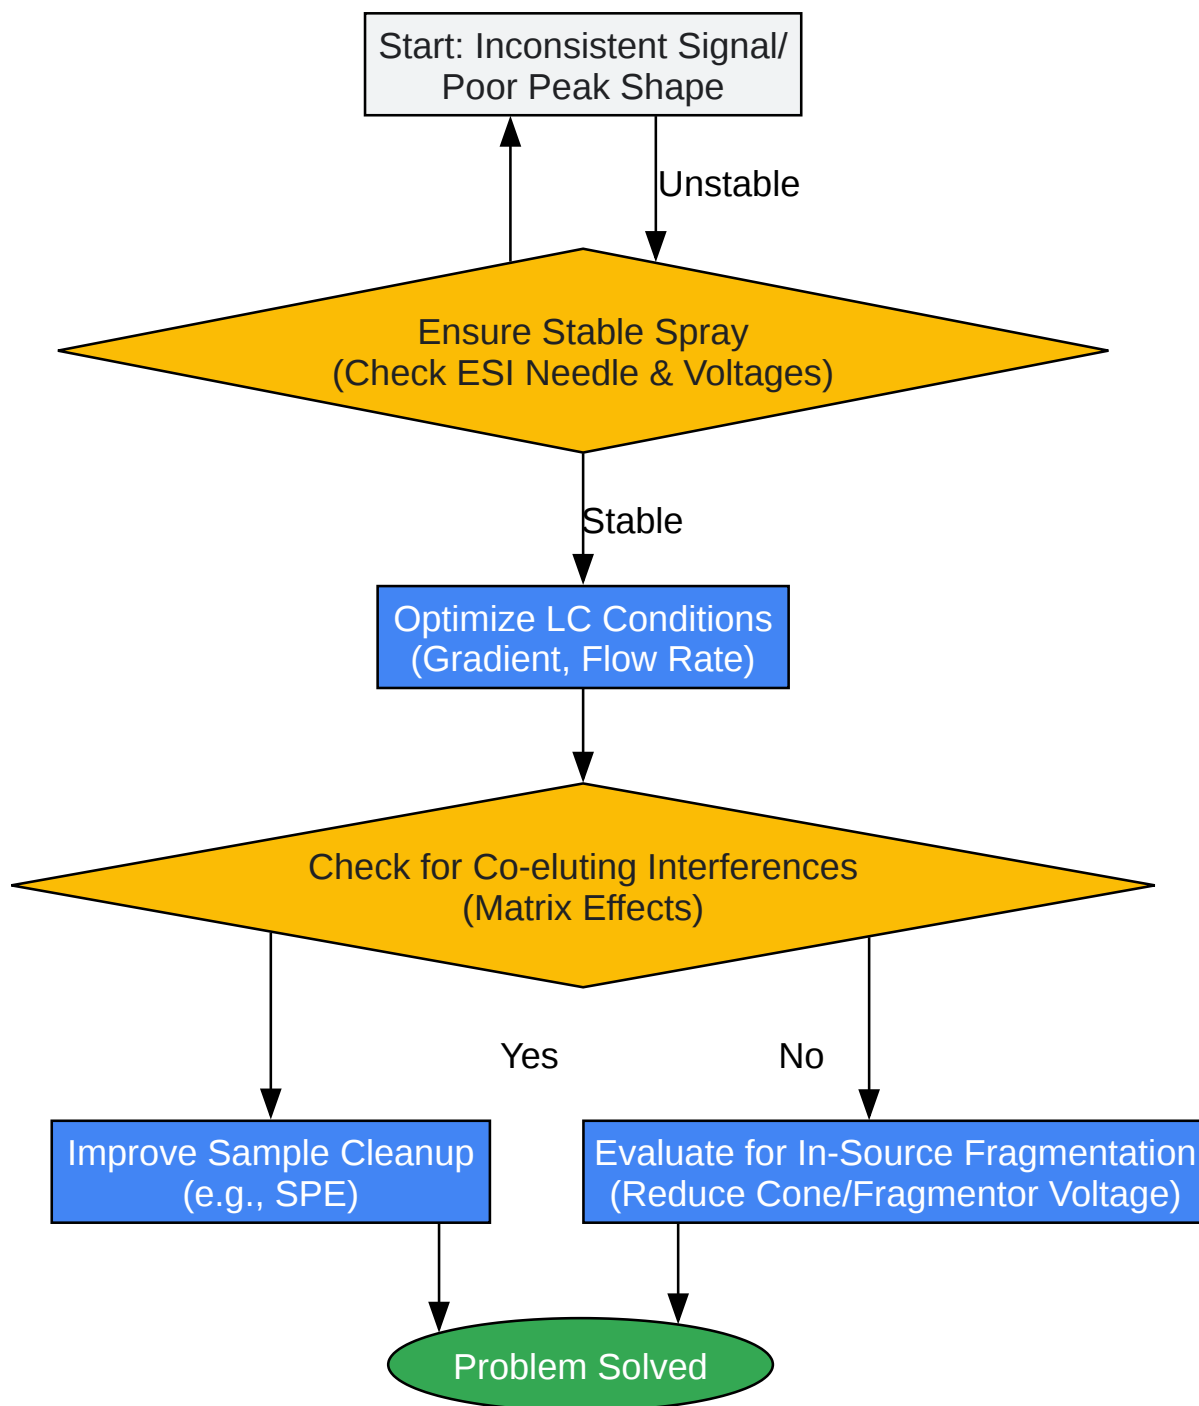 Start: Inconsistent Signal/
Poor Peak Shape
Unstable
Ensure Stable Spray
(Check ESI Needle & Voltages)
Stable
Optimize LC Conditions
(Gradient, Flow Rate)
Check for Co-eluting Interferences
(Matrix Effects)
Yes
No
Improve Sample Cleanup
(e.g., SPE)
Evaluate for In-Source Fragmentation
(Reduce Cone/Fragmentor Voltage)
Problem Solved